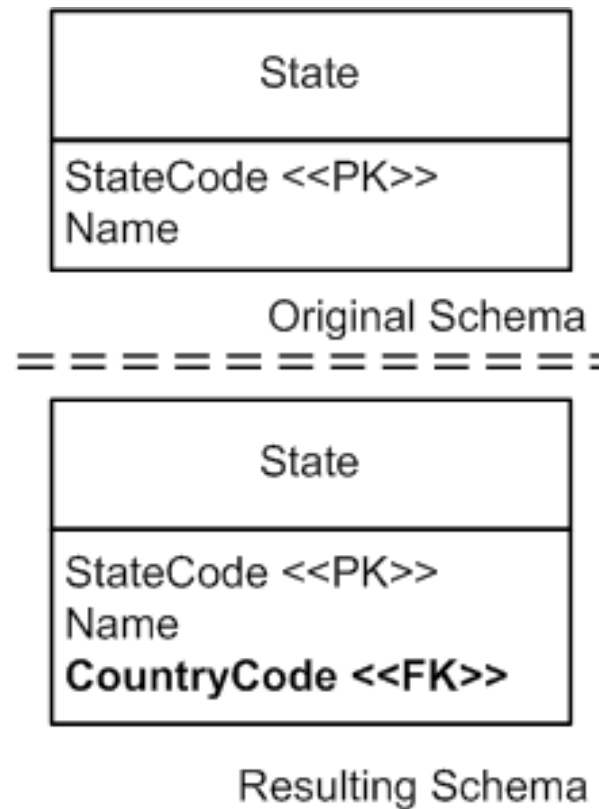 State
StateCode <<PK>>
Name
Original Schema
State
StateCode <<PK>>
Name
CountryCode <<FK>>
Resulting Schema